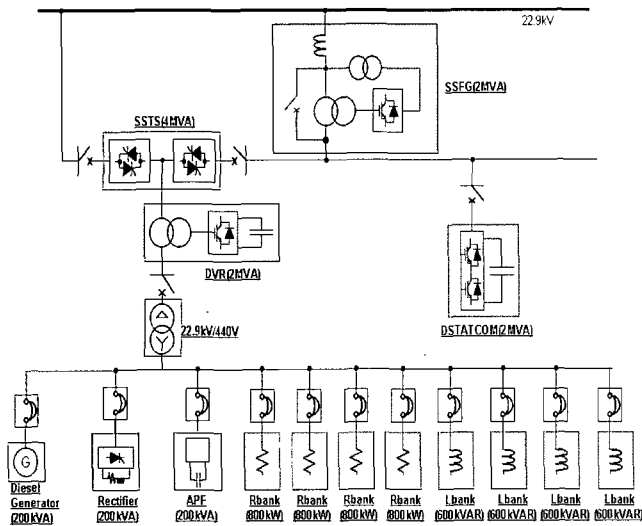 22.9kV
SSFG(2MVA)
SSTS(4MVA)
DVR(2MVA)
DSTATCOM(2MVA)
22.9kV/440V
G
Diesel
Generator
(200kVA)
Rectifier
(200kVA)
APF
(200kVA)
Rbank
(800kW)
Rbank
(800kW)
Rbank
(800kW)
Rbank
(800kW)
Lbank
(600kVAR)
Lbank
(600kVAR)
Lbank
(600kVAR)
Lbank
(600kVAR)